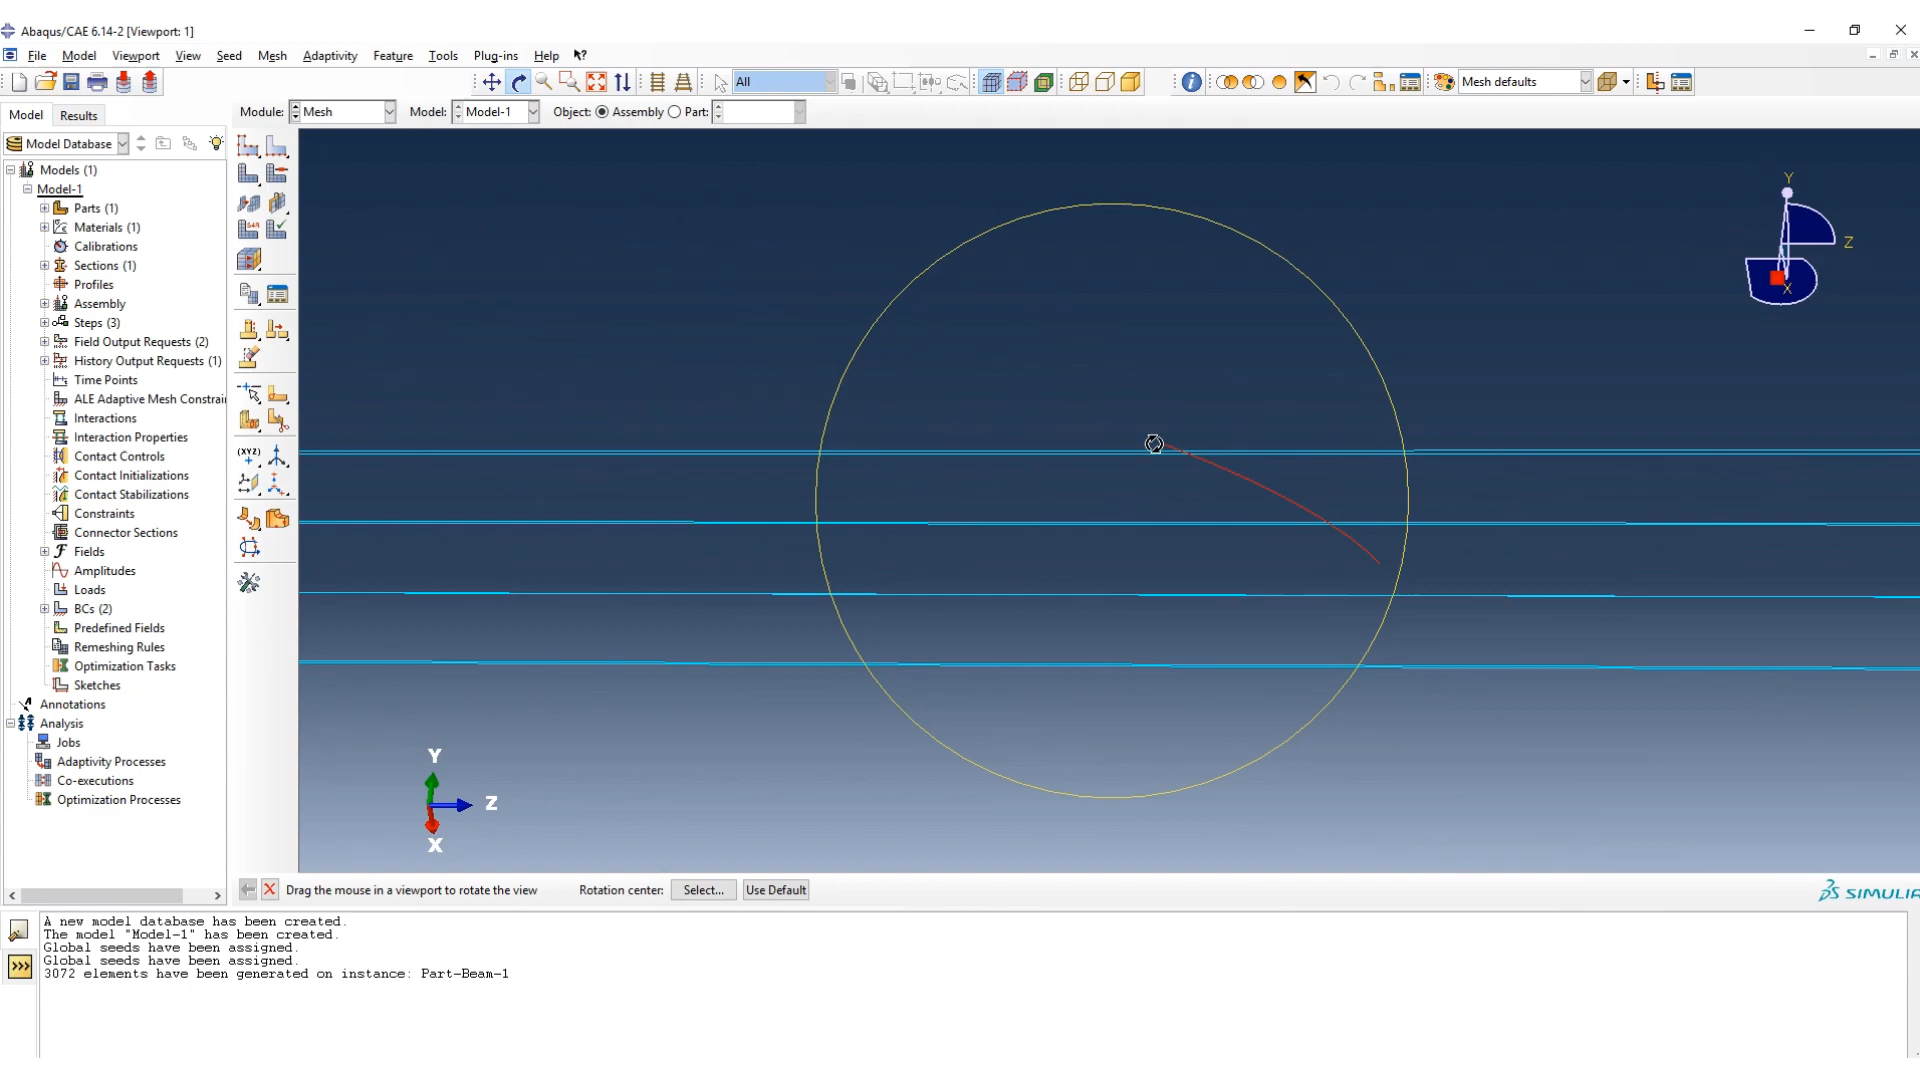 Abaqus/CAE 6.14-2 [Viewport: 1]
File Model Viewport View Seed Mesh Adaptivity Feature Tools Plug-ins Help ?
All Mesh defaults
Model Results Module: Mesh Model: Model-1 Object: Assembly Part:
Model Database
Models (1)
Model-1
Parts (1)
Materials (1)
Calibrations
Sections (1)
Profiles
Assembly
Steps (3)
Field Output Requests (2)
History Output Requests (1)
Time Points
ALE Adaptive Mesh Constrai
Interactions
Interaction Properties
Contact Controls
Contact Initializations
Contact Stabilizations
Constraints
Connector Sections
Fields
Amplitudes
Loads
BCs (2)
Predefined Fields
Remeshing Rules
Optimization Tasks
Sketches
Annotations
Analysis
Jobs
Adaptivity Processes
Co-executions
Optimization Processes
(XYZ)
Y
Z
X
Y
Z
X
Drag the mouse in a viewport to rotate the view Rotation center: Select... Use Default
SIMULIA
A new model database has been created.
The model "Model-1" has been created.
Global seeds have been assigned.
Global seeds have been assigned.
3072 elements have been generated on instance: Part-Beam-1
>>>